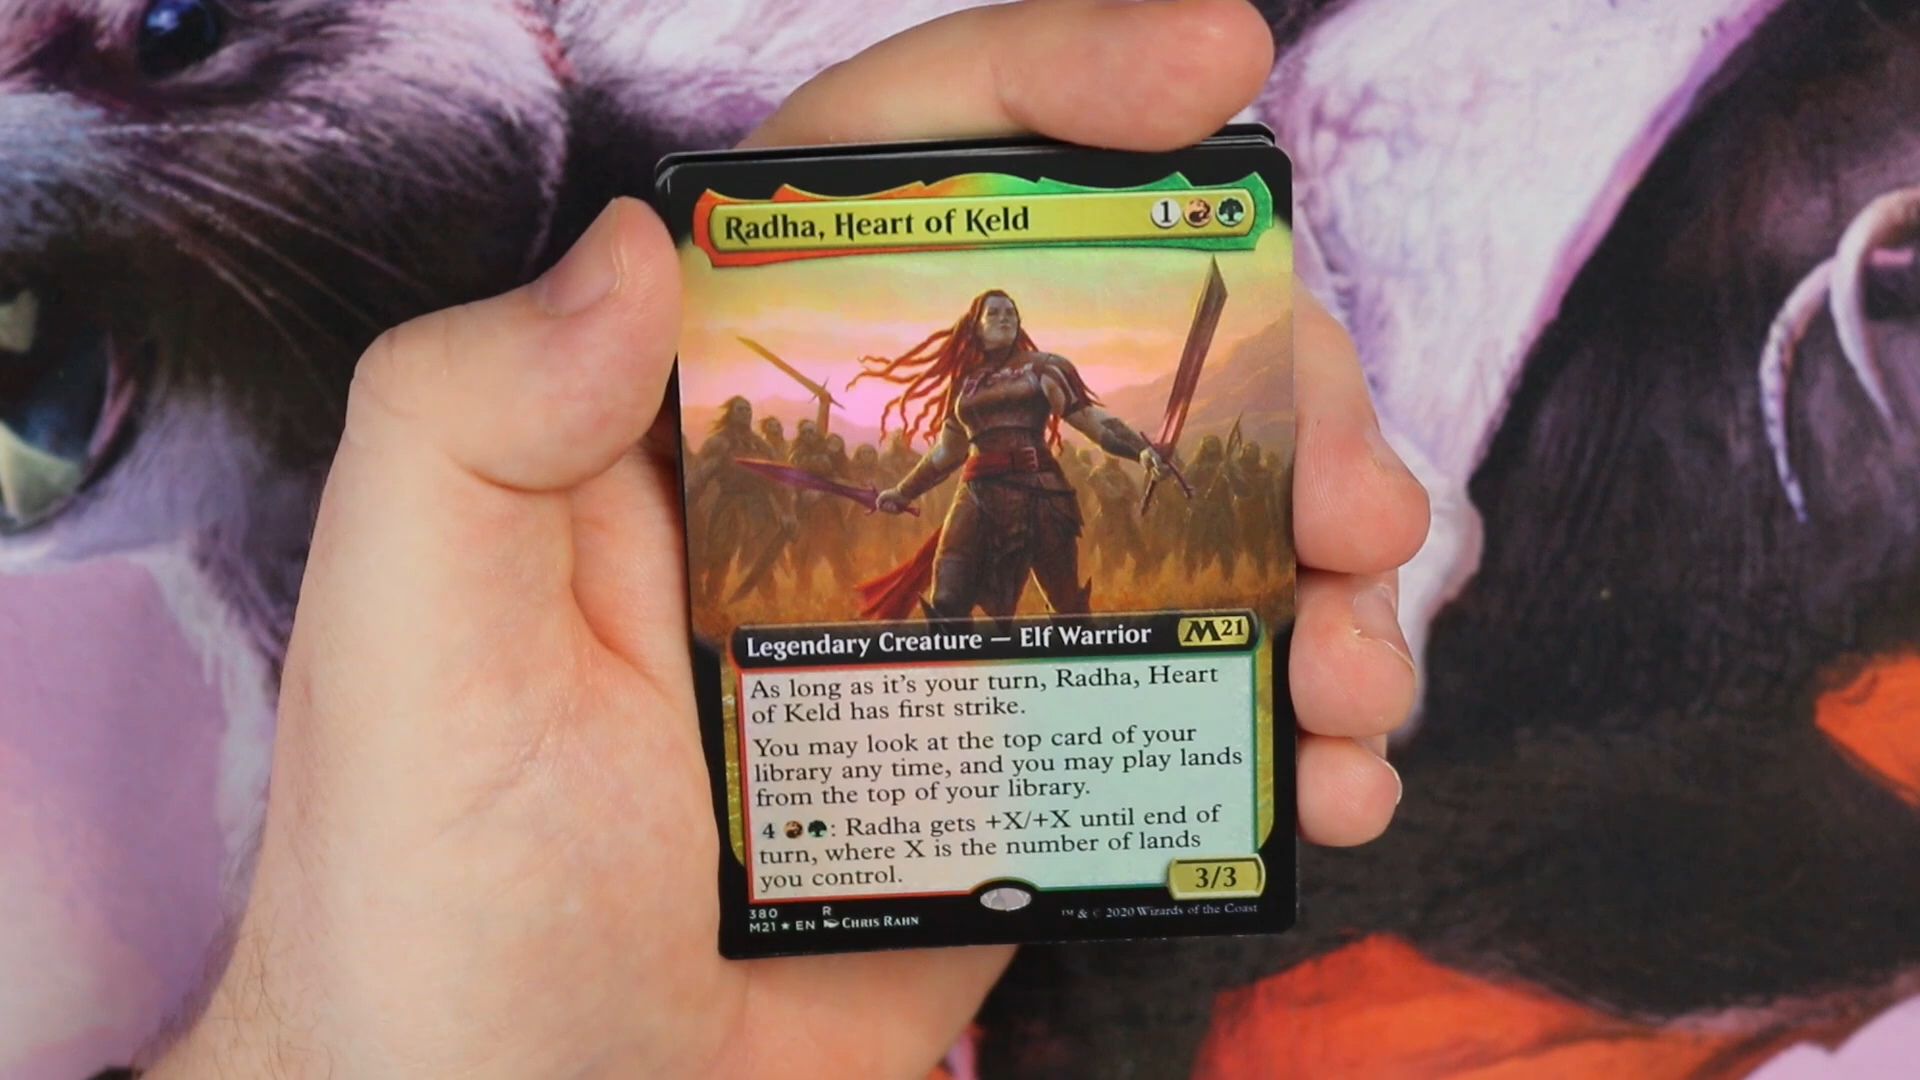 Radha, Heart of Keld 1
Legendary Creature — Elf Warrior M21
As long as it's your turn, Radha, Heart
of Keld has first strike.
You may look at the top card of your
library any time, and you may play lands
from the top of your library.
4 : Radha gets +X/+X until end of
turn, where X is the number of lands
you control.
3/3
380 R
M21 ★ EN Chris Rahn
™ & © 2020 Wizards of the Coast